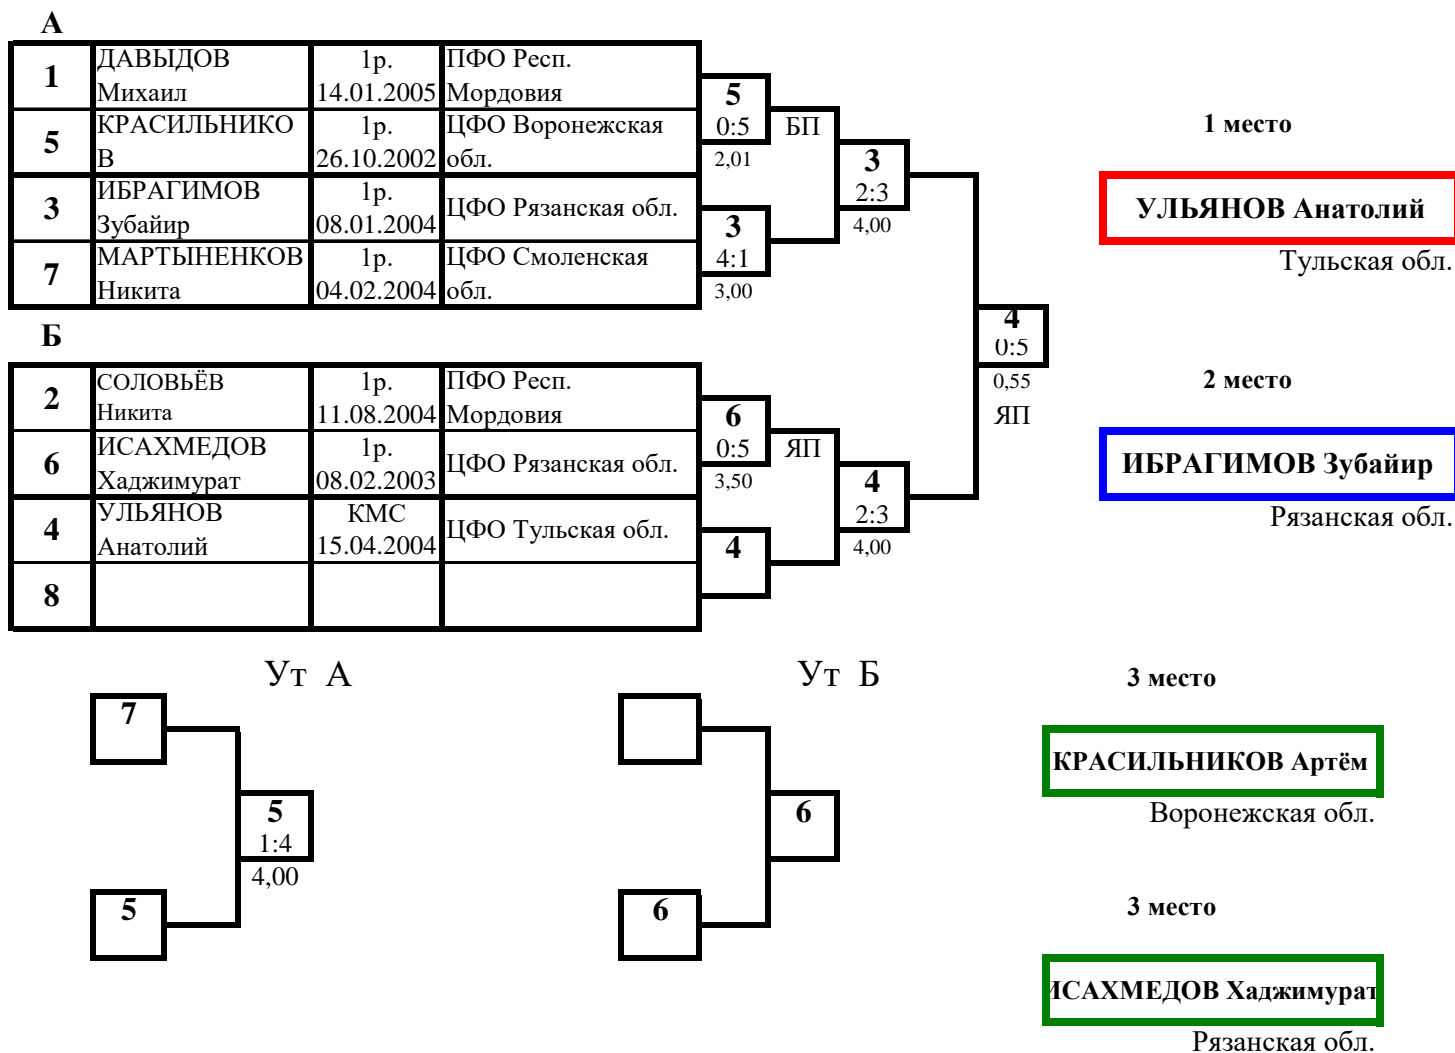 А
1
ДАВЫДОВ
Михаил
1р.
14.01.2005
ПФО Респ.
Мордовия
5
КРАСИЛЬНИКО
В
1р.
26.10.2002
ЦФО Воронежская
обл.
3
ИБРАГИМОВ
Зубайир
1р.
08.01.2004
ЦФО Рязанская обл.
7
МАРТЫНЕНКОВ
Никита
1р.
04.02.2004
ЦФО Смоленская
обл.
5
0:5
2,01
БП
3
4:1
3,00
3
2:3
4,00
Б
2
СОЛОВЬЁВ
Никита
1р.
11.08.2004
ПФО Респ.
Мордовия
6
ИСАХМЕДОВ
Хаджимурат
1р.
08.02.2003
ЦФО Рязанская обл.
4
УЛЬЯНОВ
Анатолий
КМС
15.04.2004
ЦФО Тульская обл.
8
6
0:5
3,50
ЯП
4
4
2:3
4,00
4
0:5
0,55
ЯП
1 место
УЛЬЯНОВ Анатолий
Тульская обл.
2 место
ИБРАГИМОВ Зубайир
Рязанская обл.
Ут А
7
5
1:4
4,00
5
Ут Б
6
6
3 место
КРАСИЛЬНИКОВ Артём
Воронежская обл.
3 место
ИСАХМЕДОВ Хаджимурат
Рязанская обл.